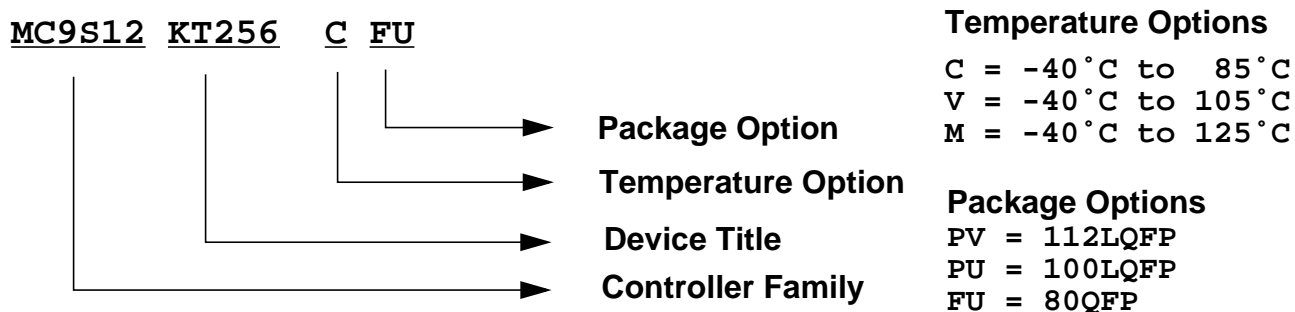 MC9S12 KT256 C FU
Package Option
Temperature Option
Device Title
Controller Family
Temperature Options
C = -40˚C to 85˚C
V = -40˚C to 105˚C
M = -40˚C to 125˚C
Package Options
PV = 112LQFP
PU = 100LQFP
FU = 80QFP